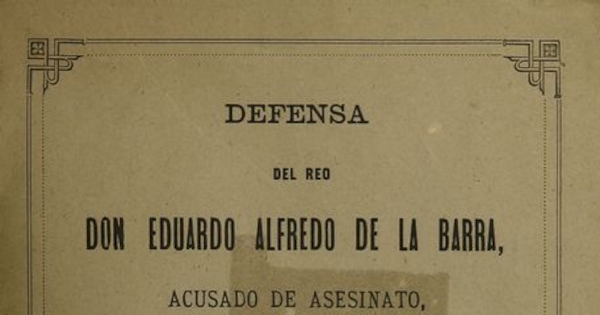 DEFENSA
DEL REO
DON EDUARDO ALFREDO DE LA BARRA,
ACUSADO DE ASESINATO,